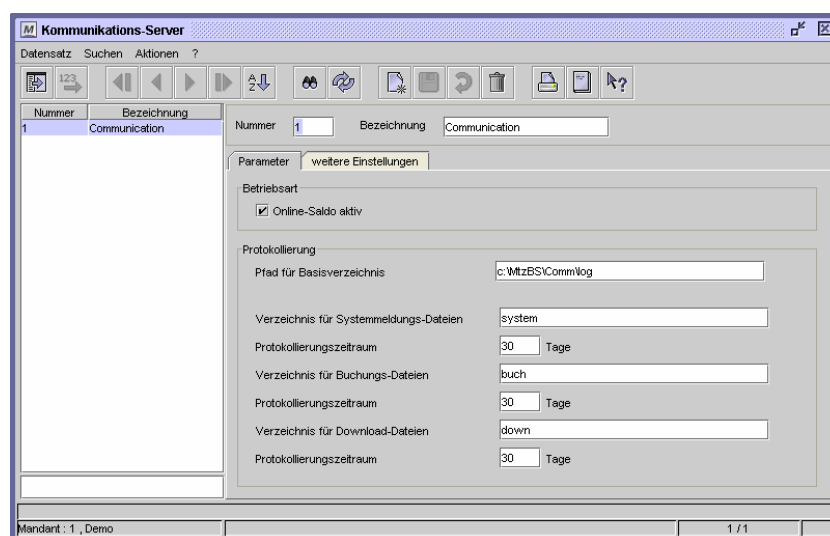 M Kommunikations-Server
Datensatz Suchen Aktionen ?
123
A
Z
?
Nummer Bezeichnung
1 Communication
Nummer 1 Bezeichnung Communication
Parameter weitere Einstellungen
Betriebsart
Online-Saldo aktiv
Protokollierung
Pfad für Basisverzeichnis c:\MtzBS\Comm\log
Verzeichnis für Systemmeldungs-Dateien system
Protokollierungszeitraum 30 Tage
Verzeichnis für Buchungs-Dateien buch
Protokollierungszeitraum 30 Tage
Verzeichnis für Download-Dateien down
Protokollierungszeitraum 30 Tage
Mandant : 1 , Demo 1 / 1